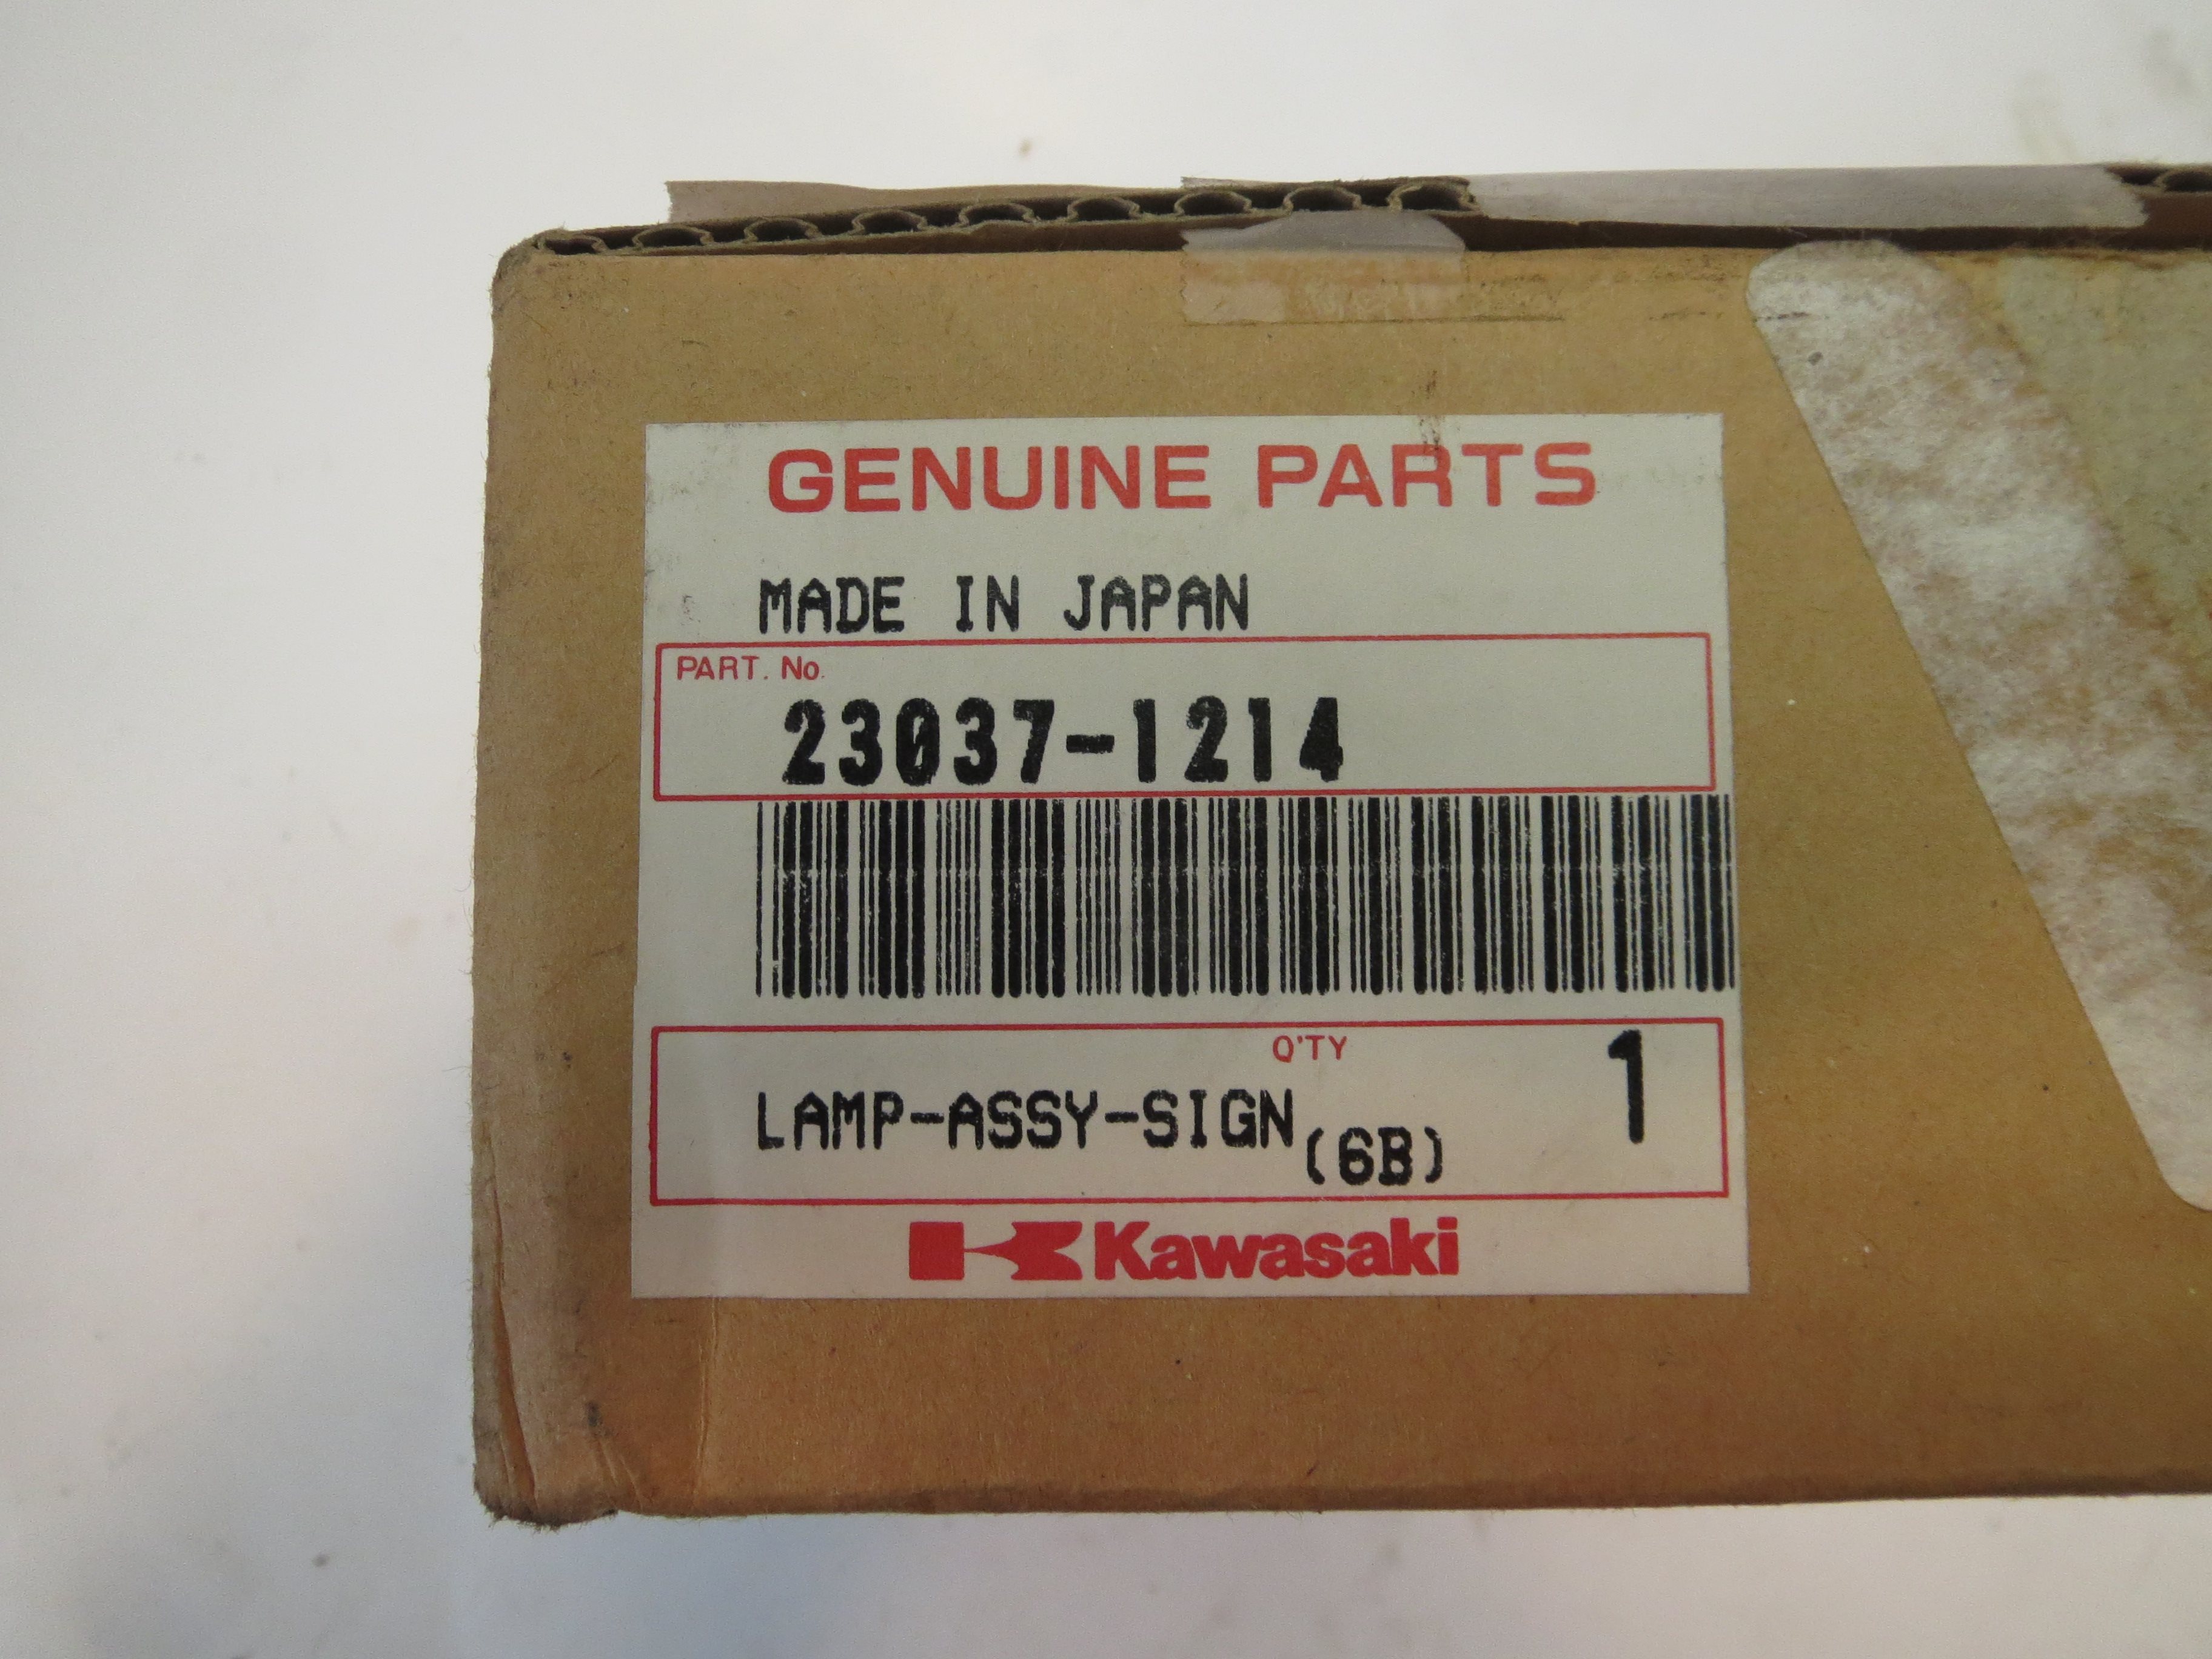 GENUINE PARTS
MADE IN JAPAN
PART. No.
23037-1214
Q'TY 1
LAMP-ASSY-SIGN (6B)
Kawasaki